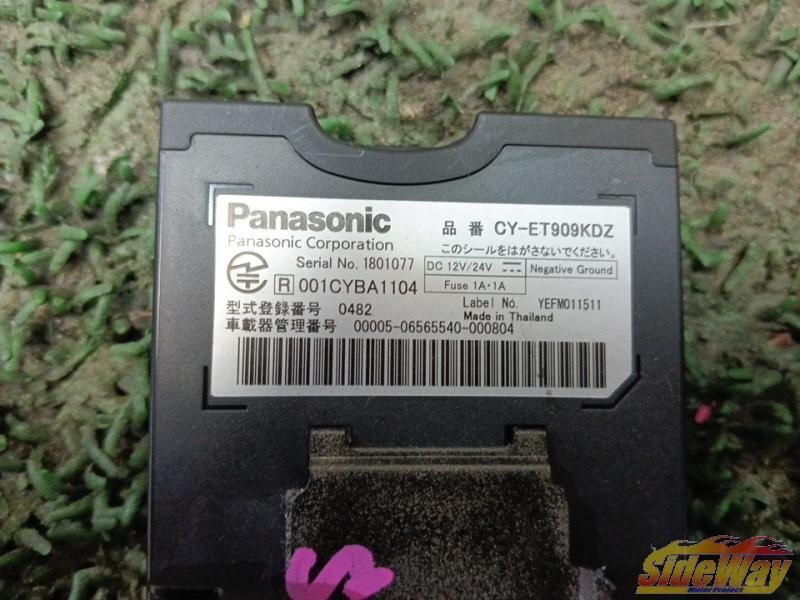 Panasonic
Panasonic Corporation
品 番 CY-ET909KDZ
このシールをはがさないでください。
Serial No. 1801077
DC 12V/24V
Negative Ground
Fuse 1A・1A
R 001CYBA1104
型式登録番号 0482
Label No. YEFM011511
Made in Thailand
車載器管理番号 00005-06565540-000804
SideWay
Motor Project